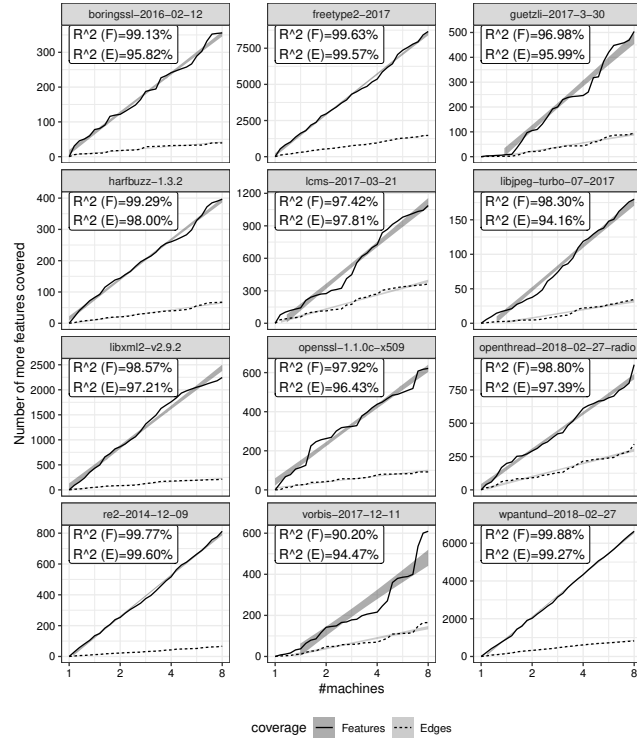 boringssl-2016-02-12
R^2 (F)=99.13%
R^2 (E)=95.82%
0
100
200
300
freetype2-2017
R^2 (F)=99.63%
R^2 (E)=99.57%
0
2500
5000
7500
guetzli-2017-3-30
R^2 (F)=96.98%
R^2 (E)=95.99%
0
100
200
300
400
500
harfbuzz-1.3.2
R^2 (F)=99.29%
R^2 (E)=98.00%
0
100
200
300
400
lcms-2017-03-21
R^2 (F)=97.42%
R^2 (E)=97.81%
0
300
600
900
1200
libjpeg-turbo-07-2017
R^2 (F)=98.30%
R^2 (E)=94.16%
0
50
100
150
libxml2-v2.9.2
R^2 (F)=98.57%
R^2 (E)=97.21%
0
500
1000
1500
2000
2500
openssl-1.1.0c-x509
R^2 (F)=97.92%
R^2 (E)=96.43%
0
200
400
600
openthread-2018-02-27-radio
R^2 (F)=98.80%
R^2 (E)=97.39%
0
250
500
750
re2-2014-12-09
R^2 (F)=99.77%
R^2 (E)=99.60%
0
200
400
600
800
1 2 4 8
vorbis-2017-12-11
R^2 (F)=90.20%
R^2 (E)=94.47%
0
200
400
600
1 2 4 8
wpantund-2018-02-27
R^2 (F)=99.88%
R^2 (E)=99.27%
0
2000
4000
6000
1 2 4 8
Number of more features covered
#machines
coverage Features Edges